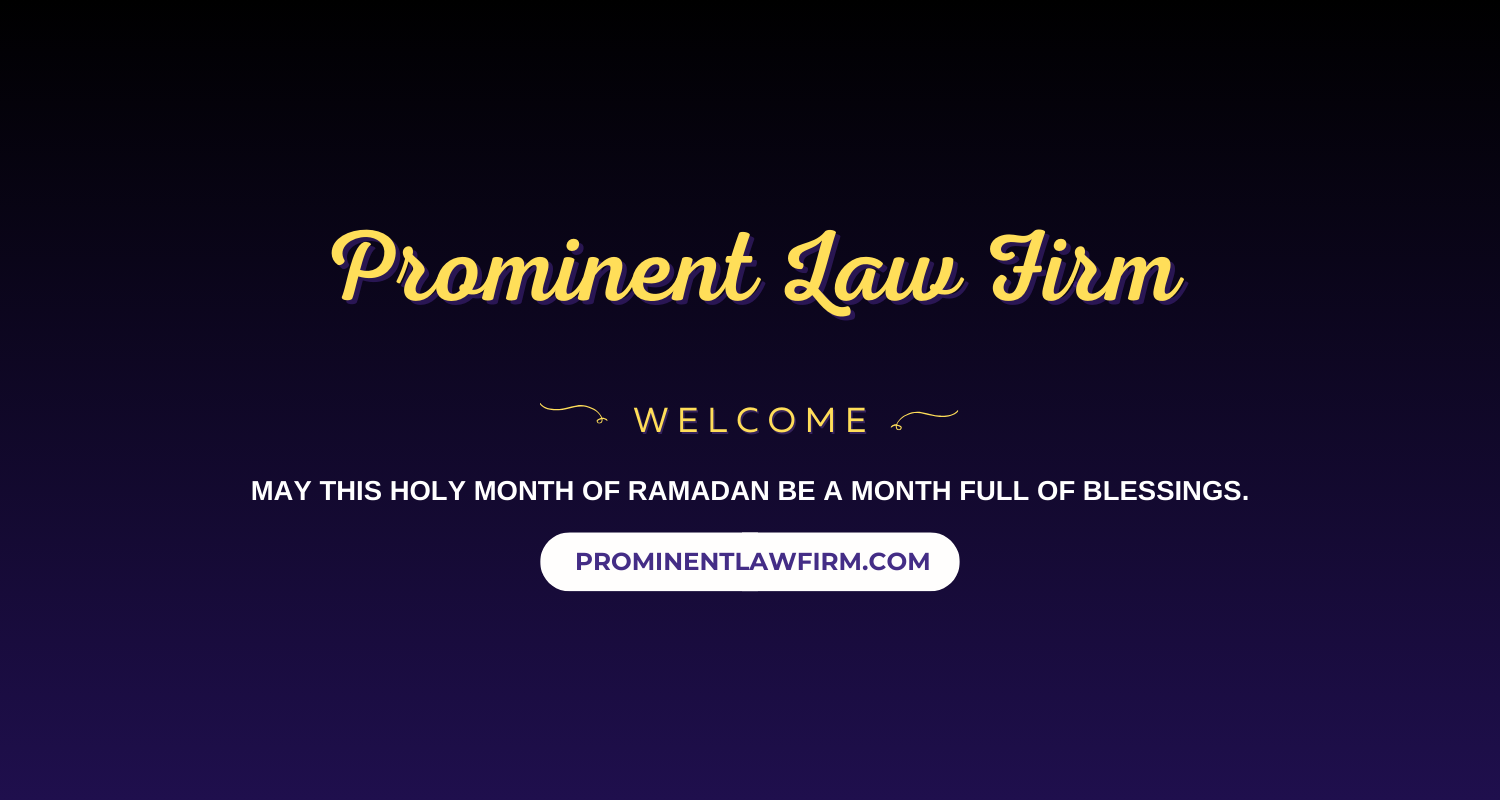 Prominent Law Firm
WELCOME
MAY THIS HOLY MONTH OF RAMADAN BE A MONTH FULL OF BLESSINGS.
PROMINENTLAWFIRM.COM